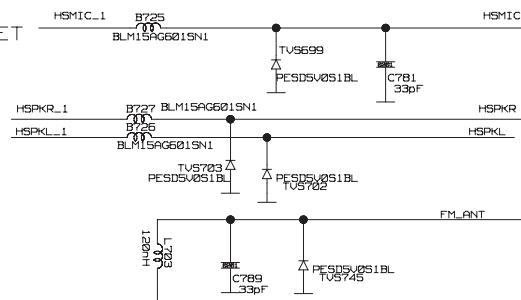 HSMIC_1
B725
HSMIC
ET
BLM15AG601SN1
TVS699
PESD5V0S1BL
C781
33pF
HSPKR_1
B727
BLM15AG601SN1
HSPKR
HSPKL_1
B726
HSPKL
BLM15AG601SN1
TVS703
PESD5V0S1BL
PESD5V0S1BL
TVS702
FM_ANT
L703
120nH
C789
33pF
PESD5V0S1BL
TVS745